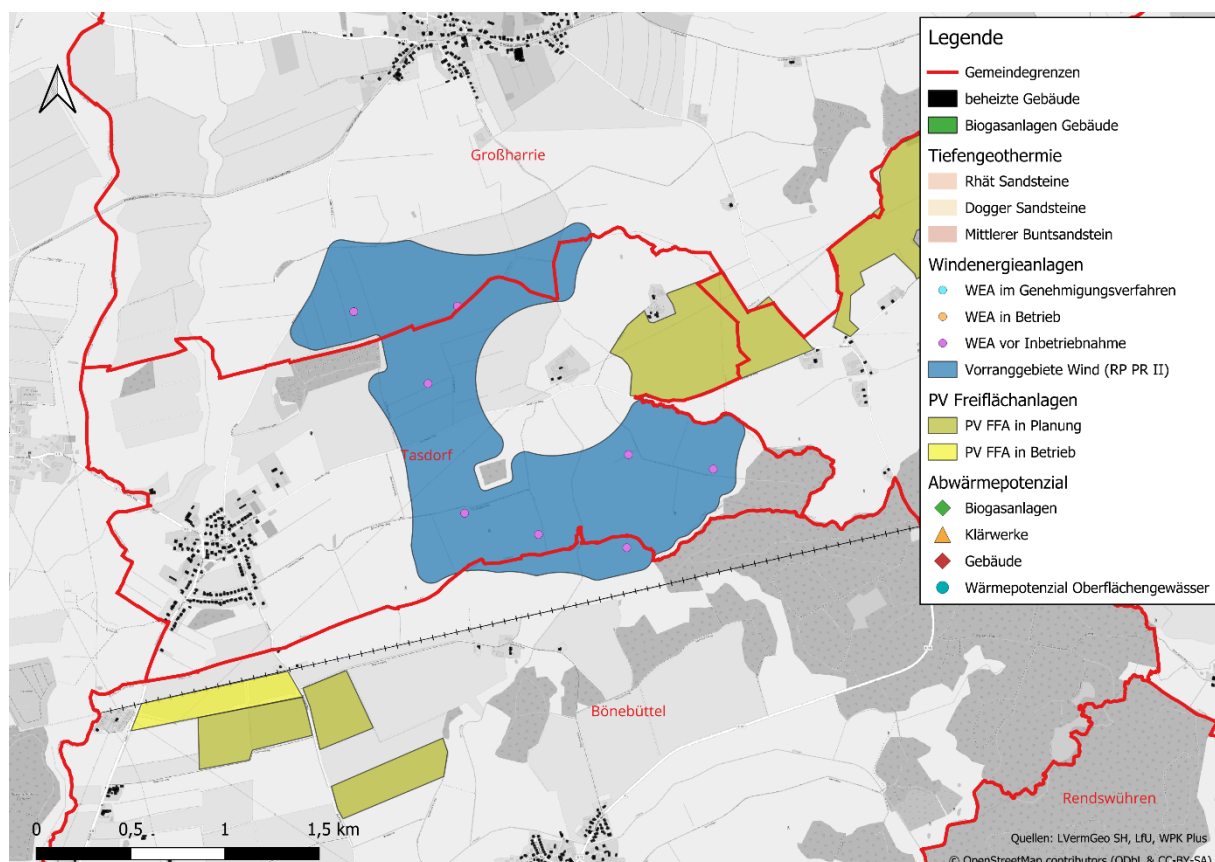 Großharrie
Tasdorf
Bönebüttel
Rendswühren
Legende
Gemeindegrenzen
beheizte Gebäude
Biogasanlagen Gebäude
Tiefengeothermie
Rhät Sandsteine
Dogger Sandsteine
Mittlerer Buntsandstein
Windenergieanlagen
WEA im Genehmigungsverfahren
WEA in Betrieb
WEA vor Inbetriebnahme
Vorranggebiete Wind (RP PR II)
PV Freiflächanlagen
PV FFA in Planung
PV FFA in Betrieb
Abwärmepotenzial
Biogasanlagen
Klärwerke
Gebäude
Wärmepotenzial Oberflächengewässer
0 0,5 1 1,5 km
Quellen: LVermGeo SH, LfU, WPK Plus
© OpenStreetMap contributors (ODbL & CC-BY-SA)